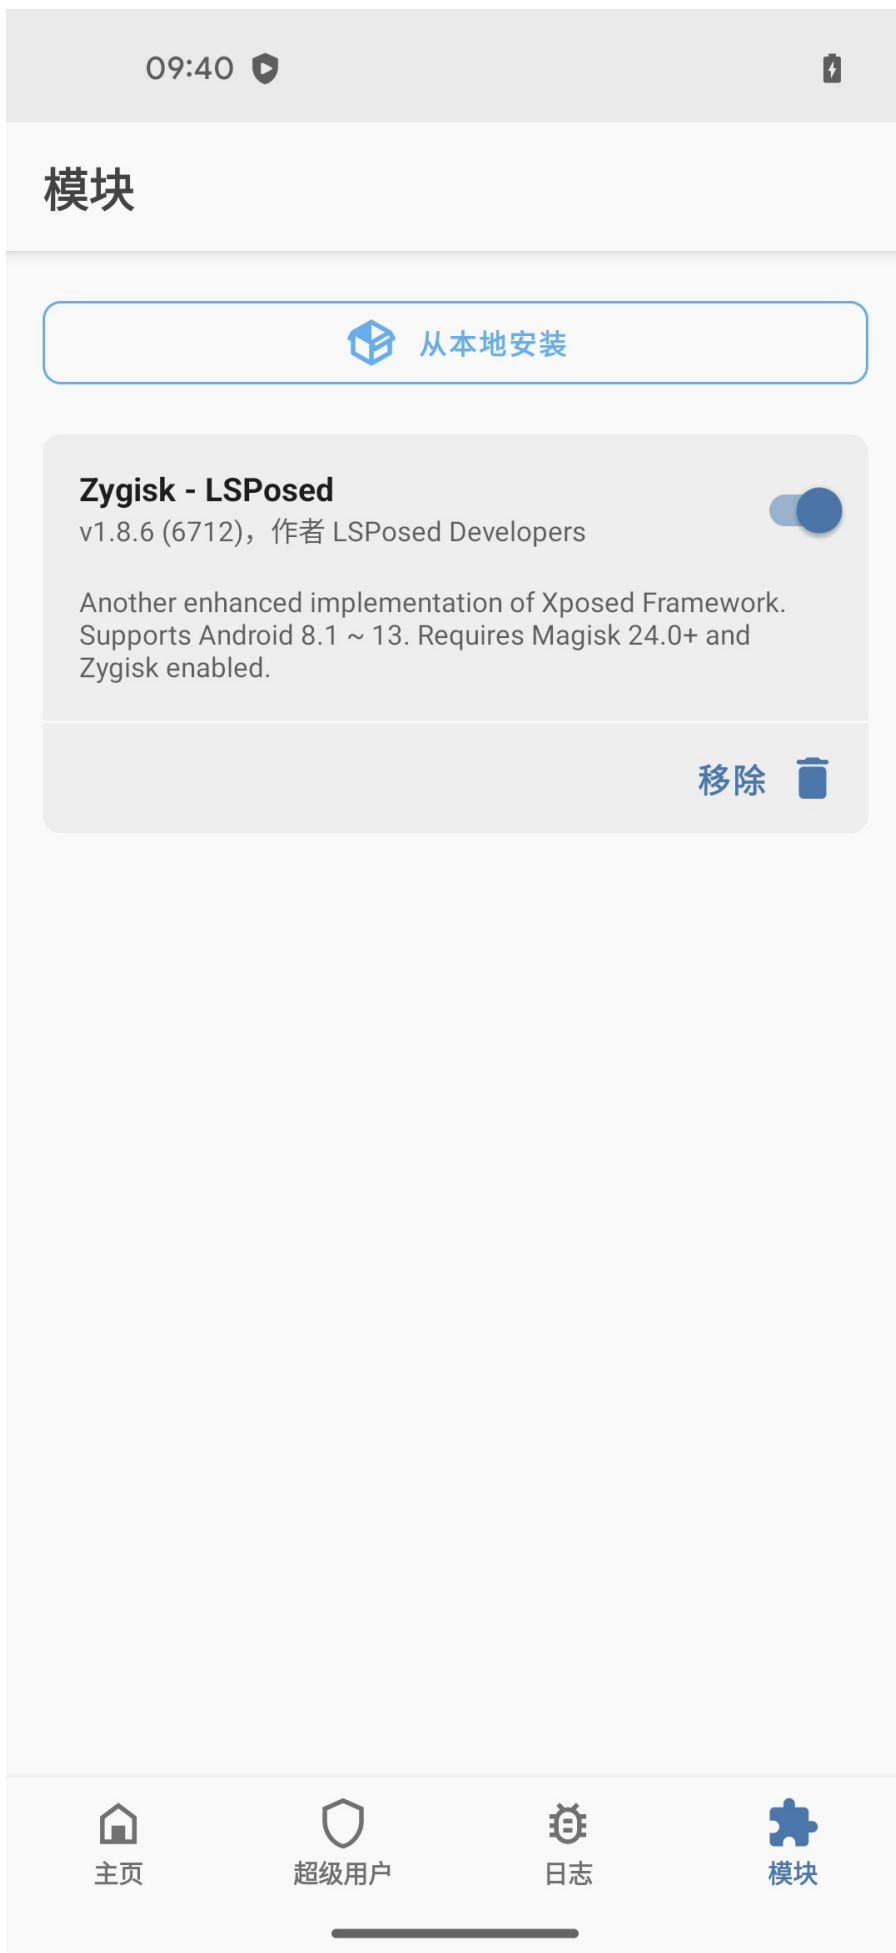 09:40
模块
从本地安装
Zygisk - LSPosed
v1.8.6 (6712)，作者 LSPosed Developers
Another enhanced implementation of Xposed Framework.
Supports Android 8.1 ~ 13. Requires Magisk 24.0+ and
Zygisk enabled.
移除
主页
超级用户
日志
模块